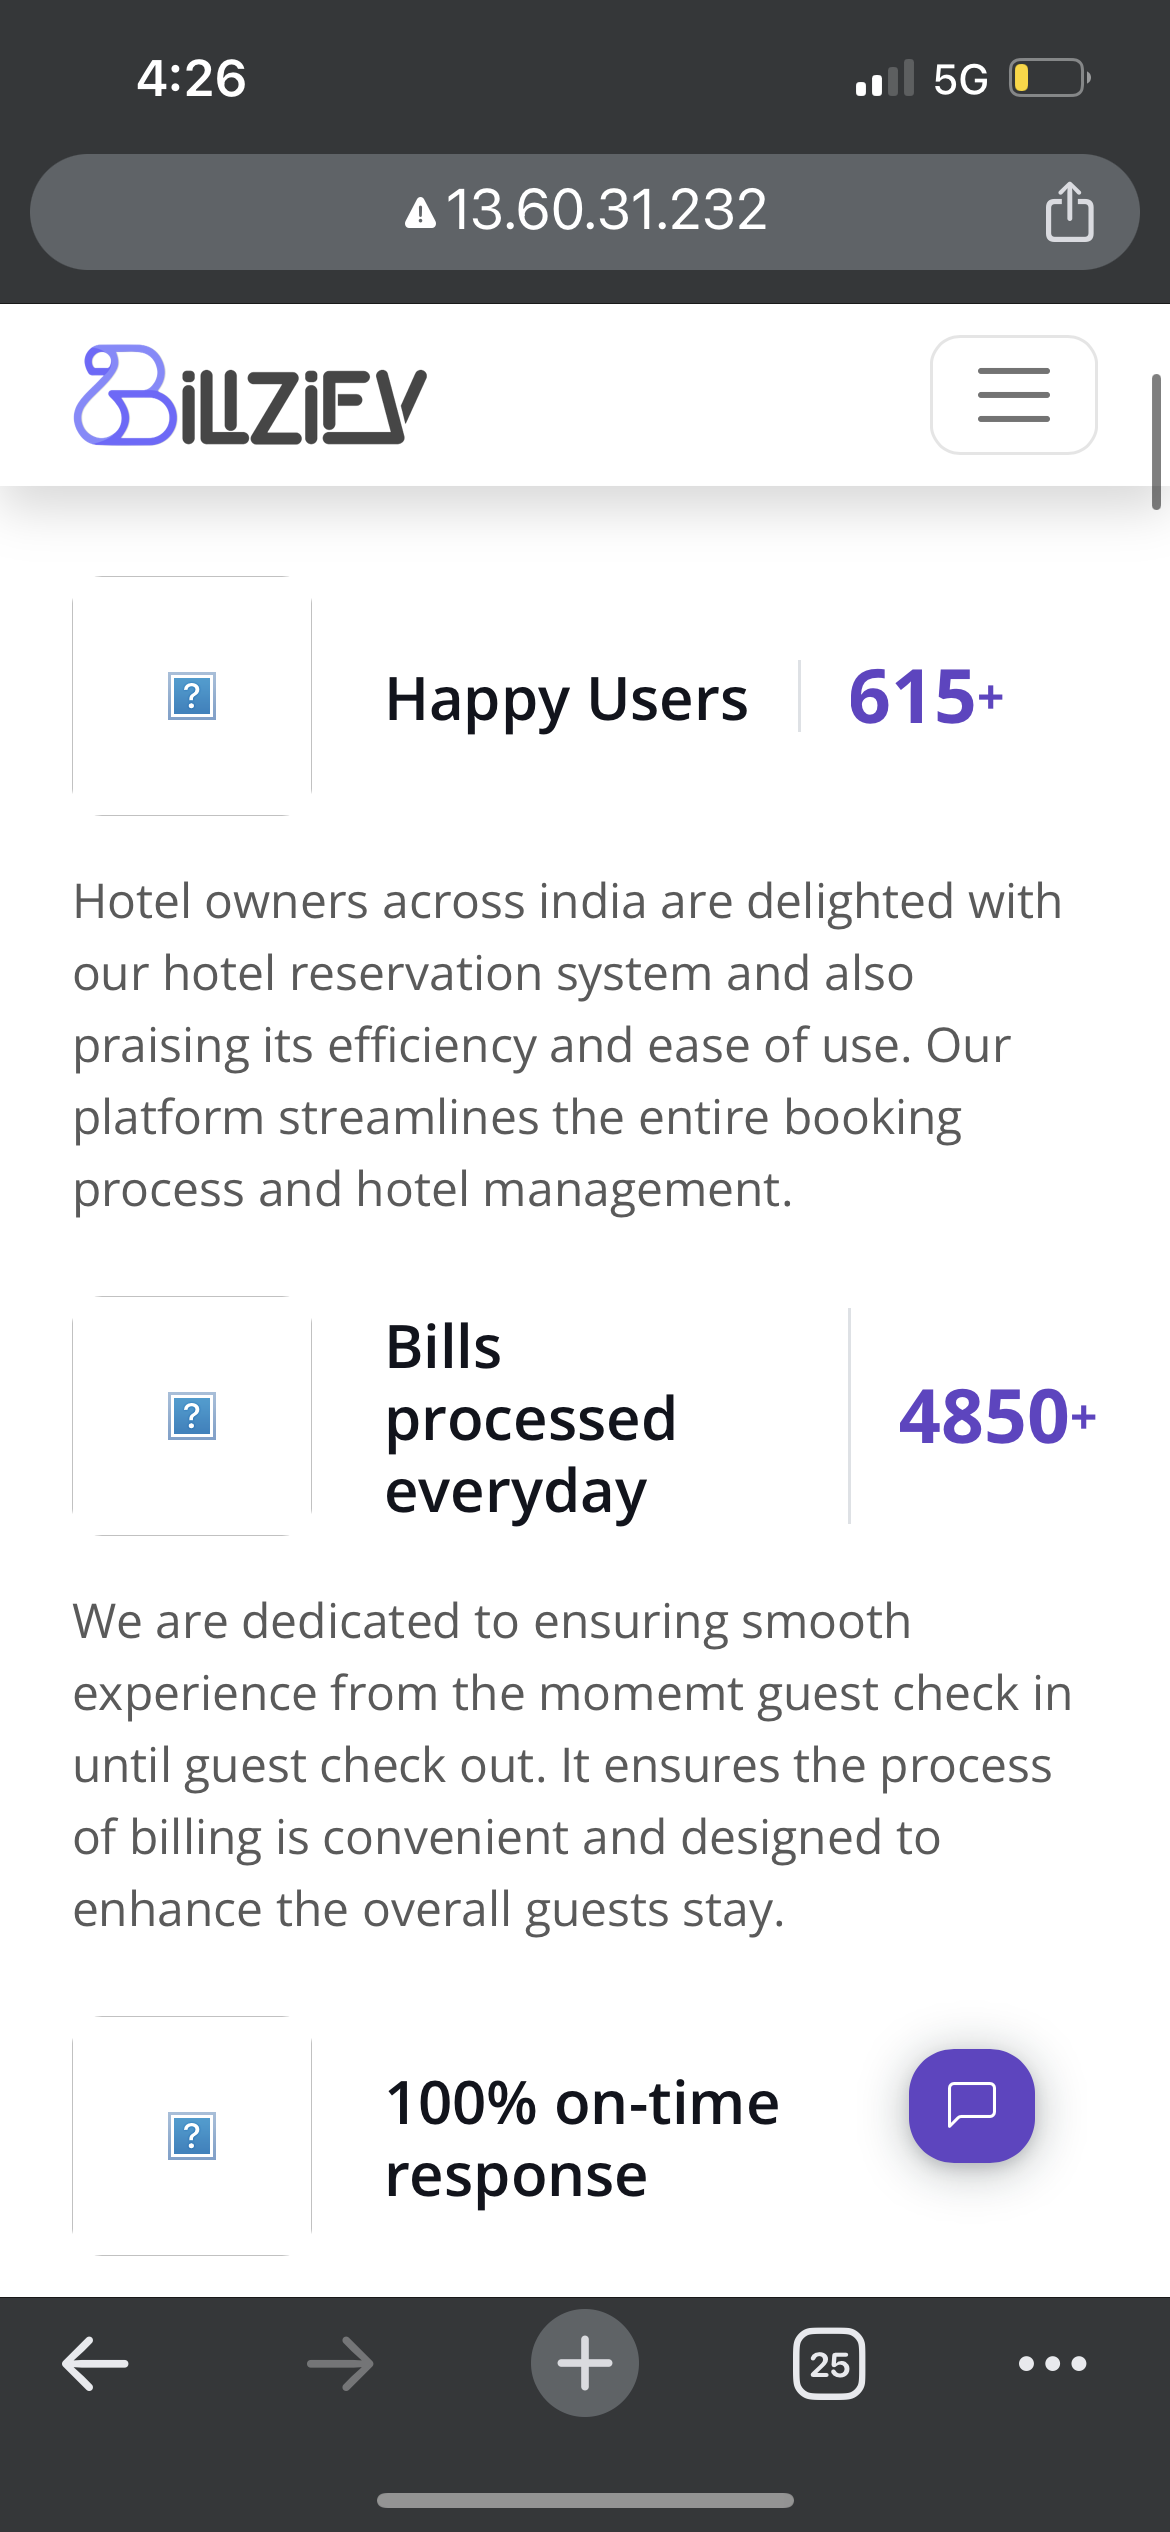 4:26
5G
13.60.31.232
BillZiFy
Happy Users
615+
Hotel owners across india are delighted with
our hotel reservation system and also
praising its efficiency and ease of use. Our
platform streamlines the entire booking
process and hotel management.
Bills
processed
everyday
4850+
We are dedicated to ensuring smooth
experience from the momemt guest check in
until guest check out. It ensures the process
of billing is convenient and designed to
enhance the overall guests stay.
100% on-time
response
25